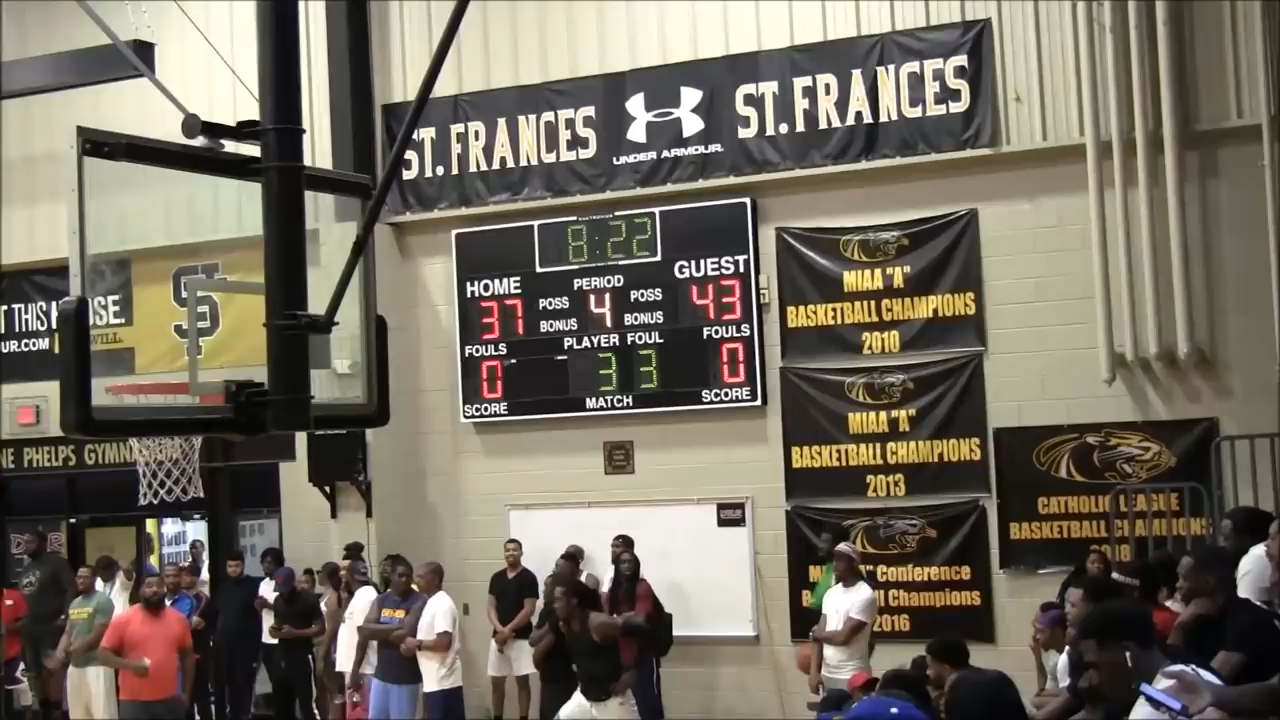 ST. FRANCES
UNDER ARMOUR.
ST. FRANCES
8:22
HOME
PERIOD
GUEST
37
POSS
4
POSS
43
BONUS
BONUS
FOULS
PLAYER FOUL
FOULS
0
3 3
0
SCORE
MATCH
SCORE
MIAA "A"
BASKETBALL CHAMPIONS
2010
MIAA "A"
BASKETBALL CHAMPIONS
2013
Conference
Champions
2016
CATHOLIC LEAGUE
BASKETBALL CHAMPIONS
T THIS
WILL.
UR.COM
NE PHELPS GYMN